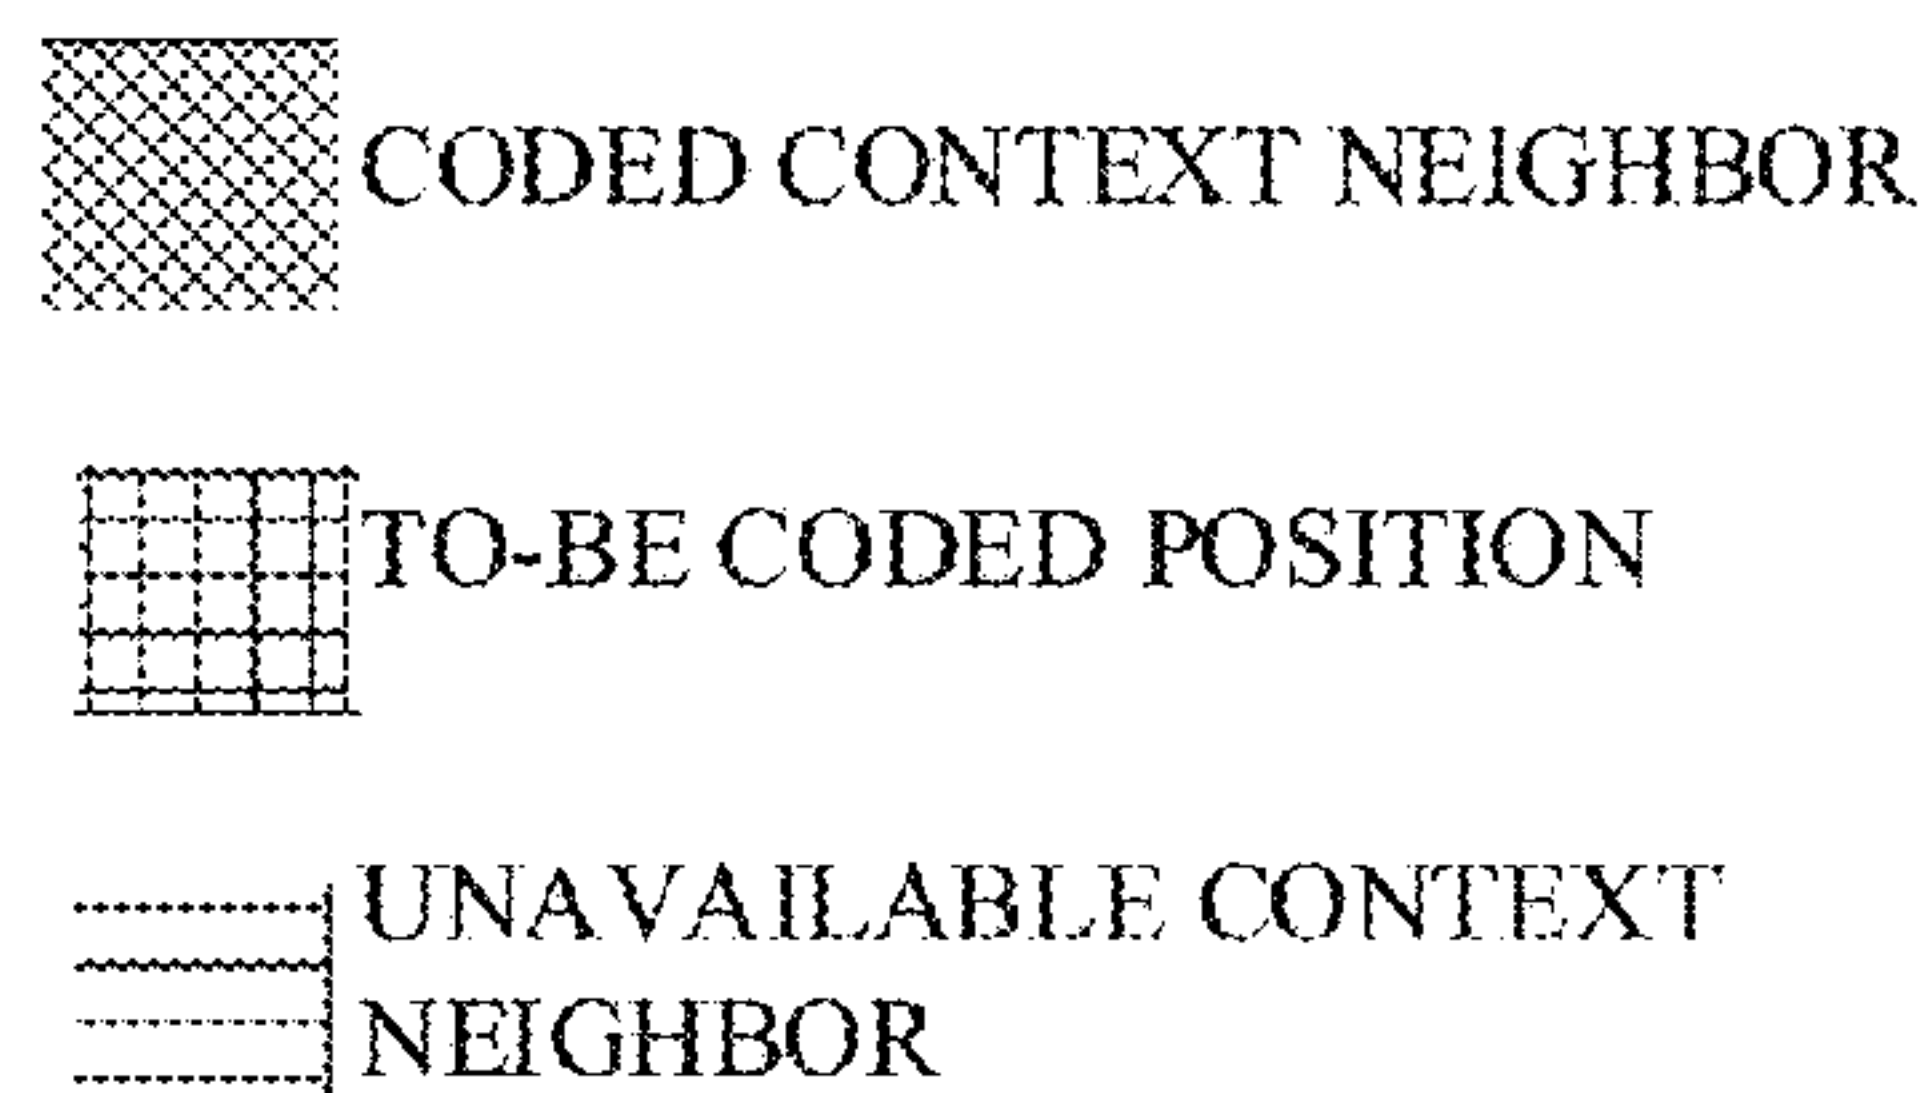 CODED CONTEXT NEIGHBOR
TO-BE CODED POSITION
UNAVAILABLE CONTEXT
NEIGHBOR